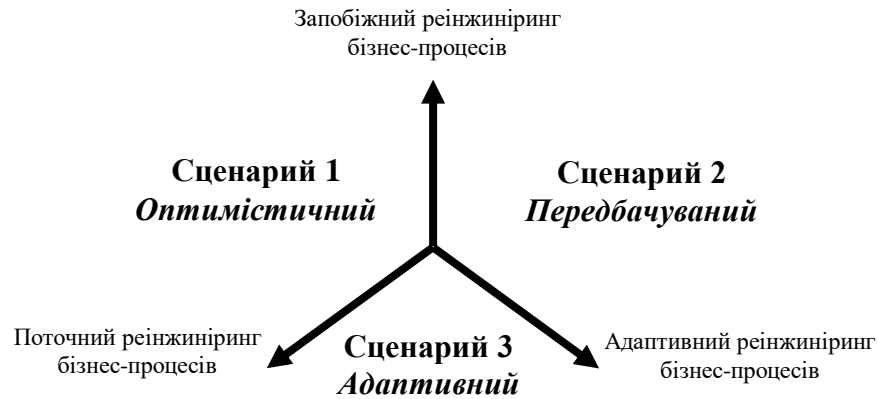 Запобіжний реінжиніринг
бізнес-процесів
Сценарий 1
Оптимістичний
Сценарий 2
Передбачуваний
Поточний реінжиніринг
бізнес-процесів
Сценарий 3
Адаптивний
Адаптивний реінжиніринг
бізнес-процесів